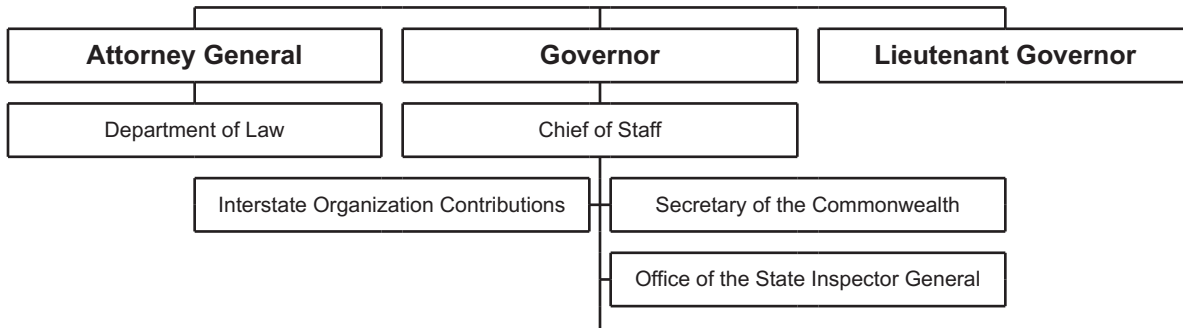 Attorney General
Governor
Lieutenant Governor
Department of Law
Chief of Staff
Interstate Organization Contributions
Secretary of the Commonwealth
Office of the State Inspector General